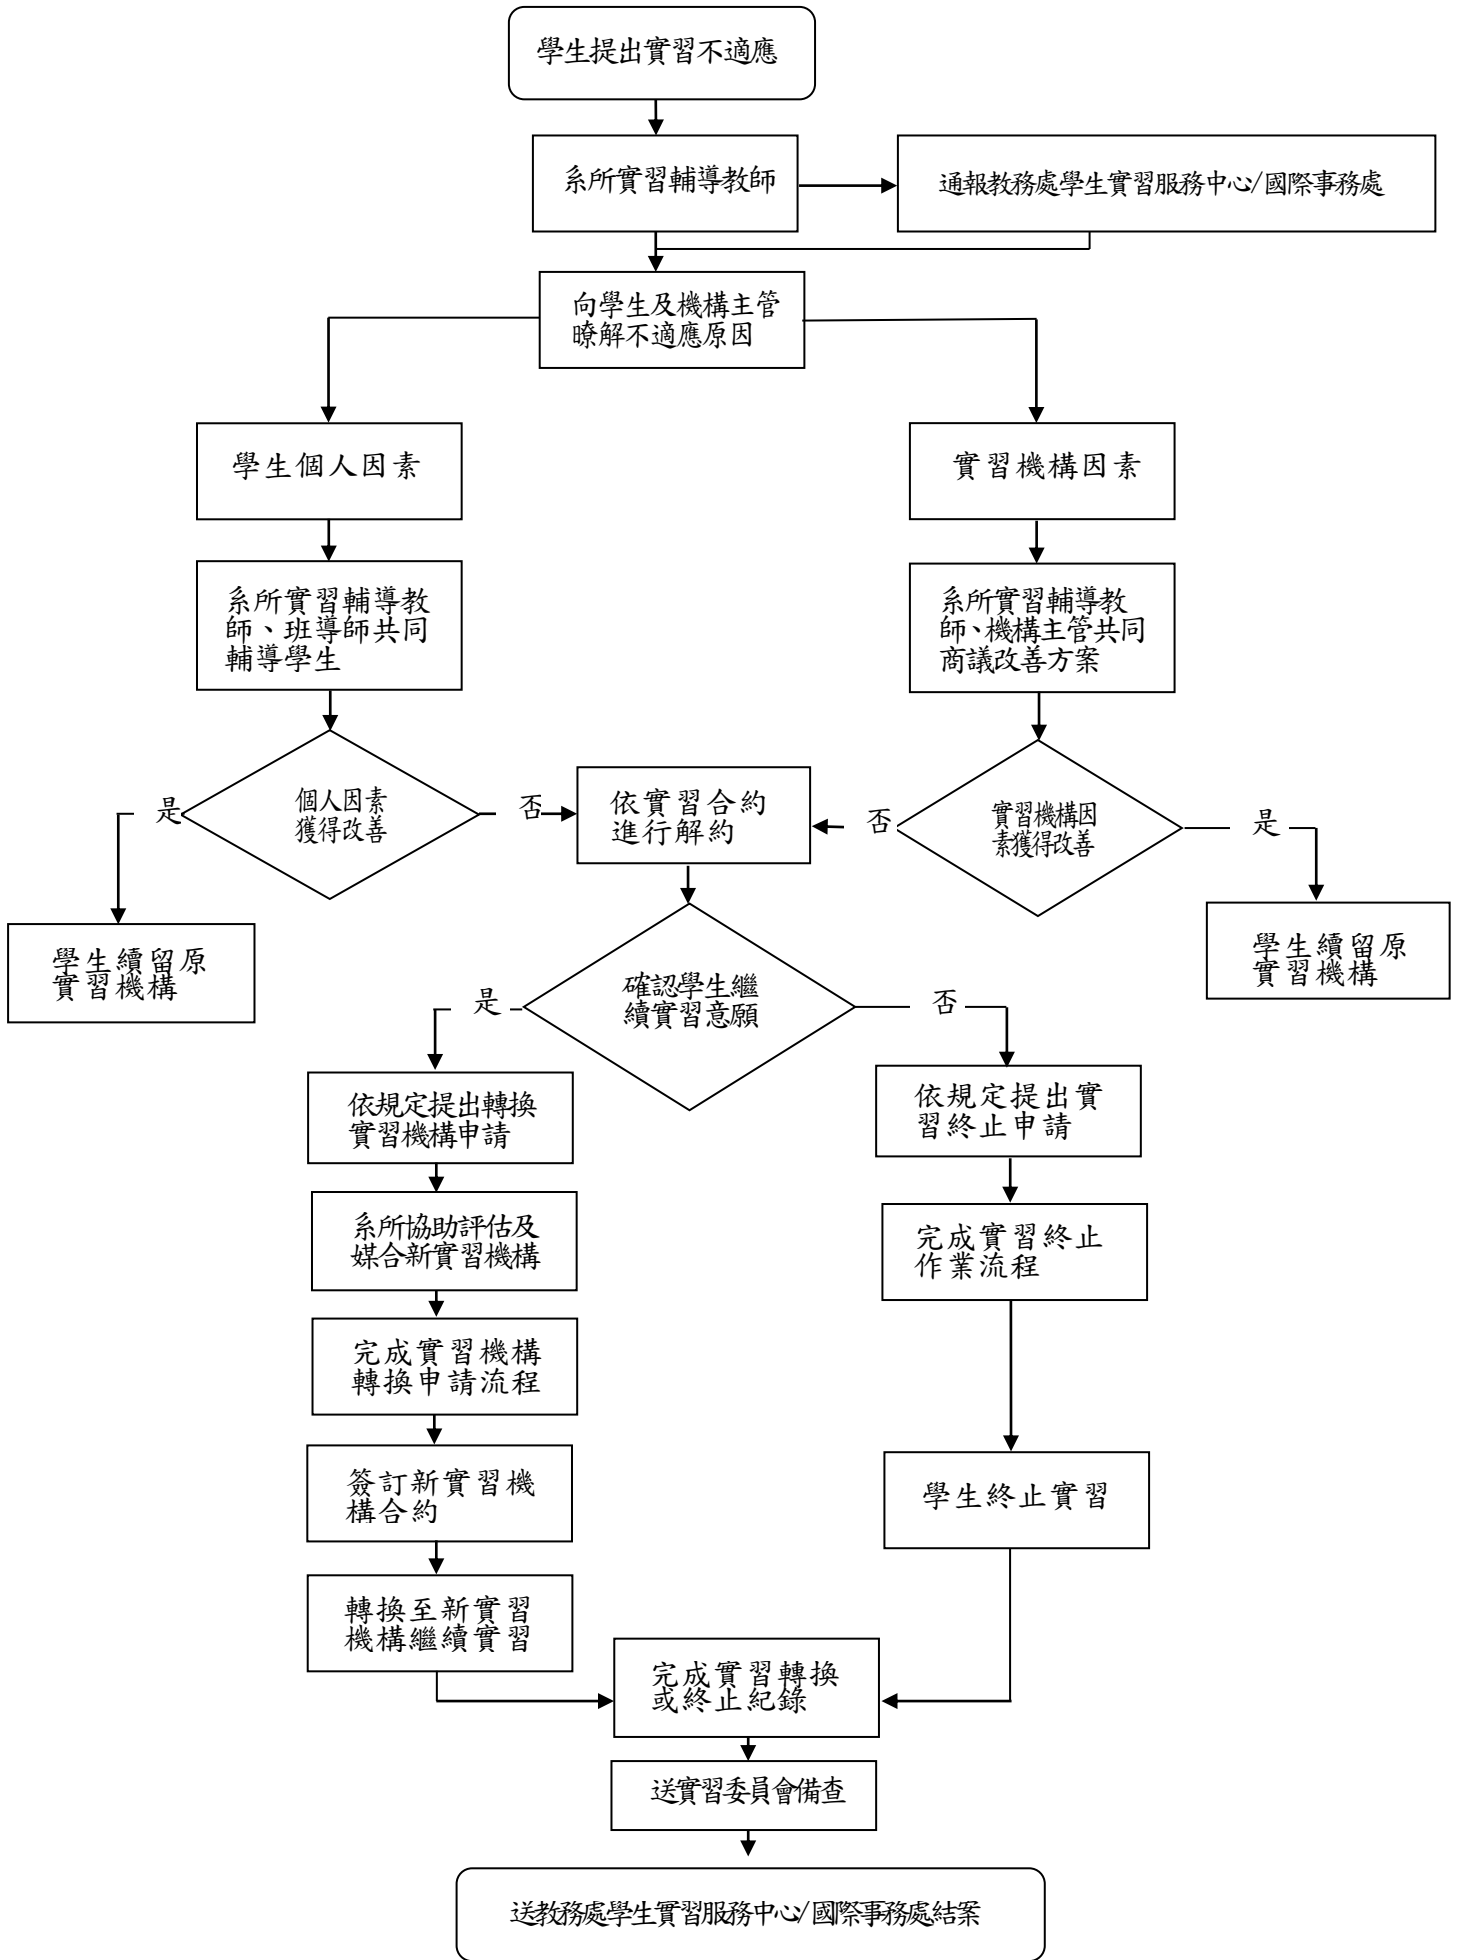 學生提出實習不適應
系所實習輔導教師
通報教務處學生實習服務中心/國際事務處
向學生及機構主管
瞭解不適應原因
學生個人因素
實習機構因素
系所實習輔導教
師、班導師共同
輔導學生
系所實習輔導教
師、機構主管共同
商議改善方案
個人因素
獲得改善
是
否
依實習合約
進行解約
否
實習機構因
素獲得改善
是
學生續留原
實習機構
學生續留原
實習機構
確認學生繼
續實習意願
是
否
依規定提出轉換
實習機構申請
依規定提出實
習終止申請
系所協助評估及
媒合新實習機構
完成實習終止
作業流程
完成實習機構
轉換申請流程
簽訂新實習機
構合約
學生終止實習
轉換至新實習
機構繼續實習
完成實習轉換
或終止紀錄
送實習委員會備查
送教務處學生實習服務中心/國際事務處結案